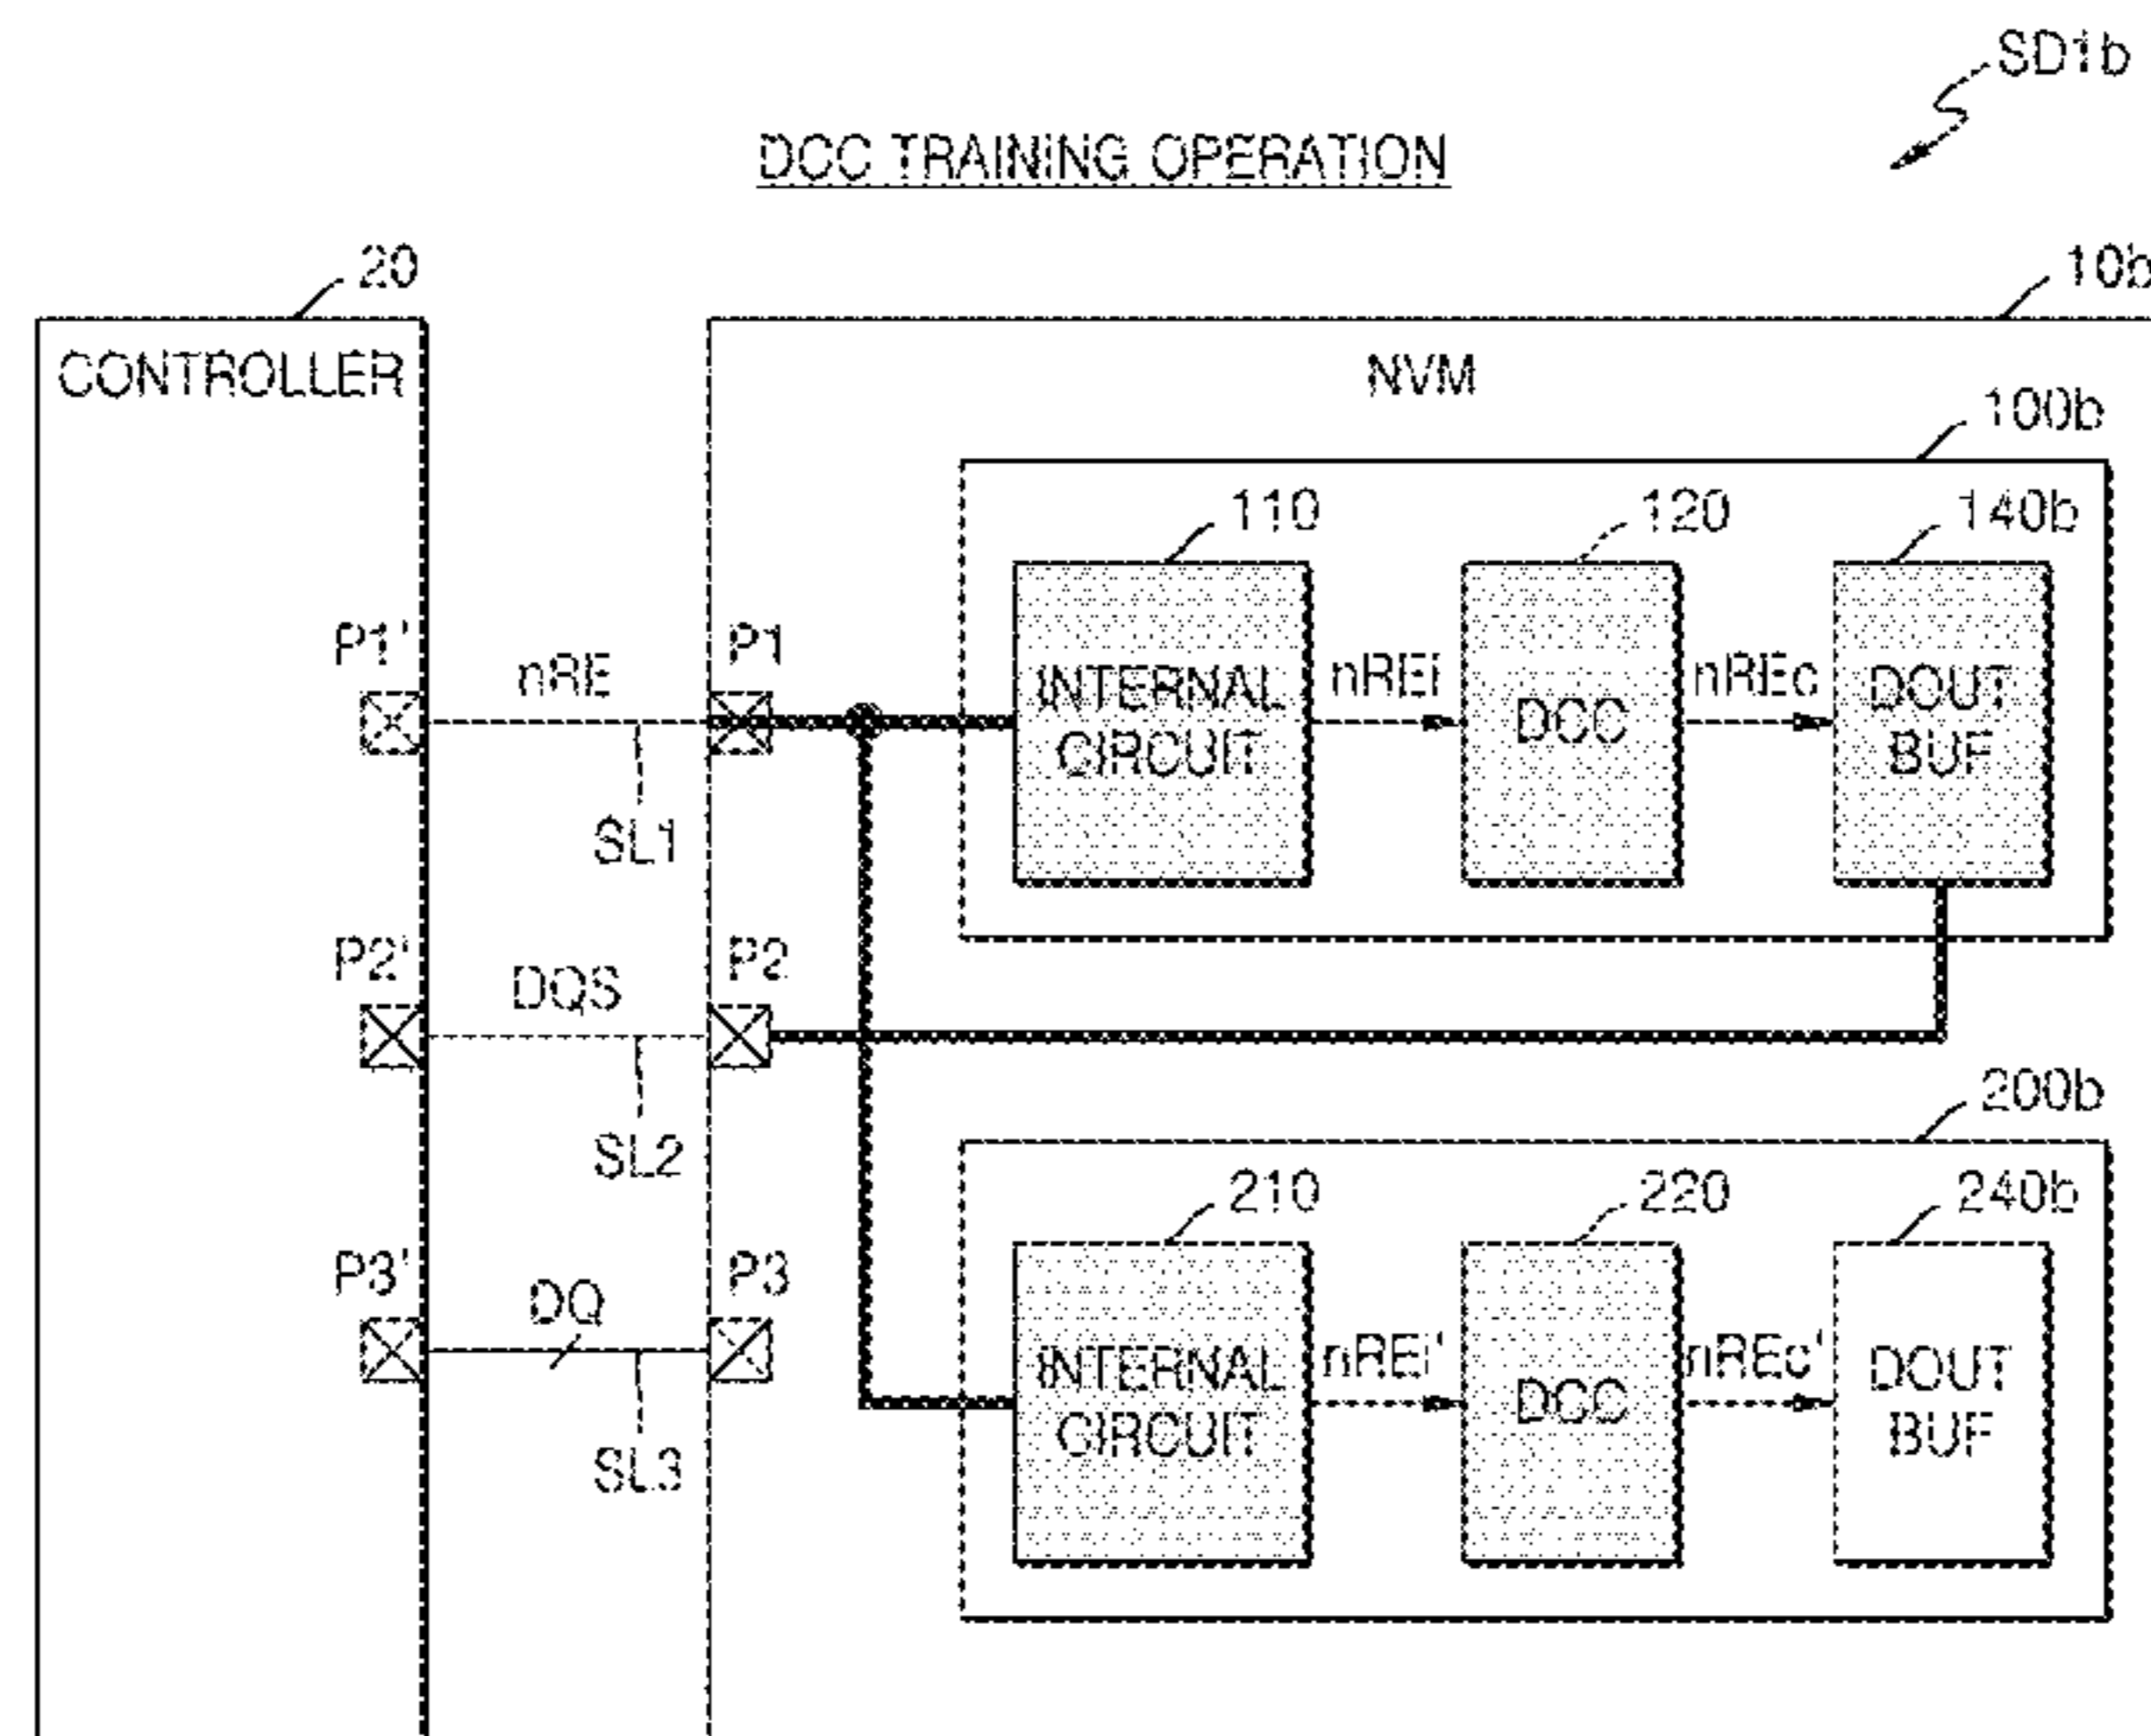 SD1b
DCC TRAINING OPERATION
20
10b
CONTROLLER
NVM
100b
110
120
140b
P1'
nRE
P1
INTERNAL
CIRCUIT
nREi
DCC
nREc
DOUT
BUF
SL1
P2'
DQS
P2
SL2
200b
210
220
240b
P3'
DQ
P3
INTERNAL
CIRCUIT
nREi'
DCC
nREc'
DOUT
BUF
SL3